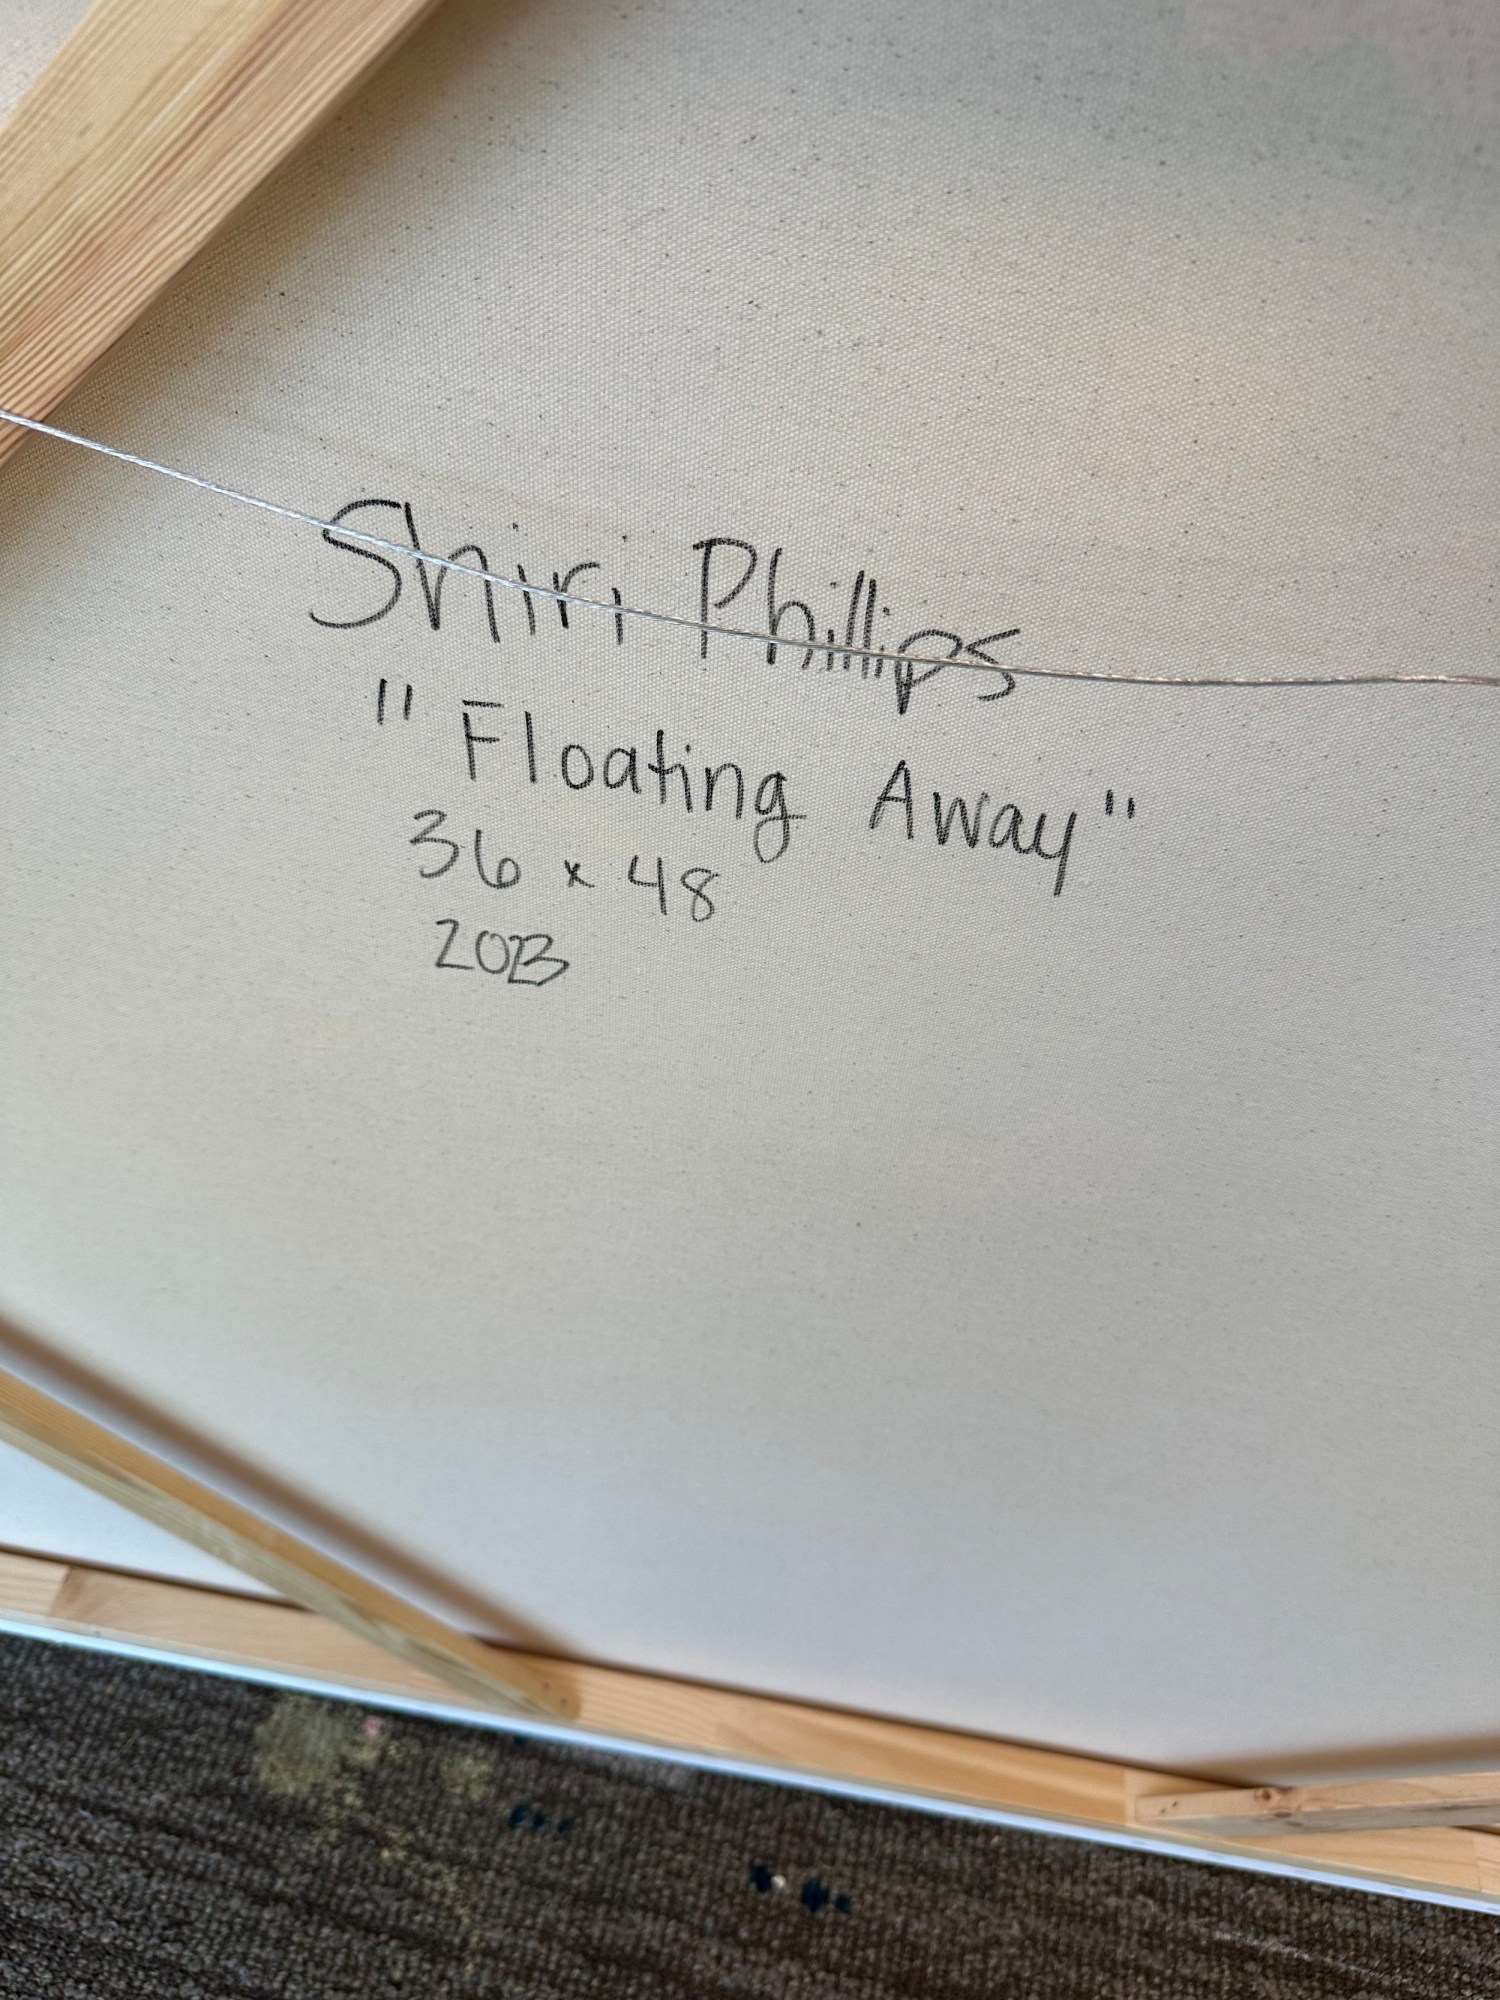 Shiri Phillips
"Floating Away"
36 x 48
2023